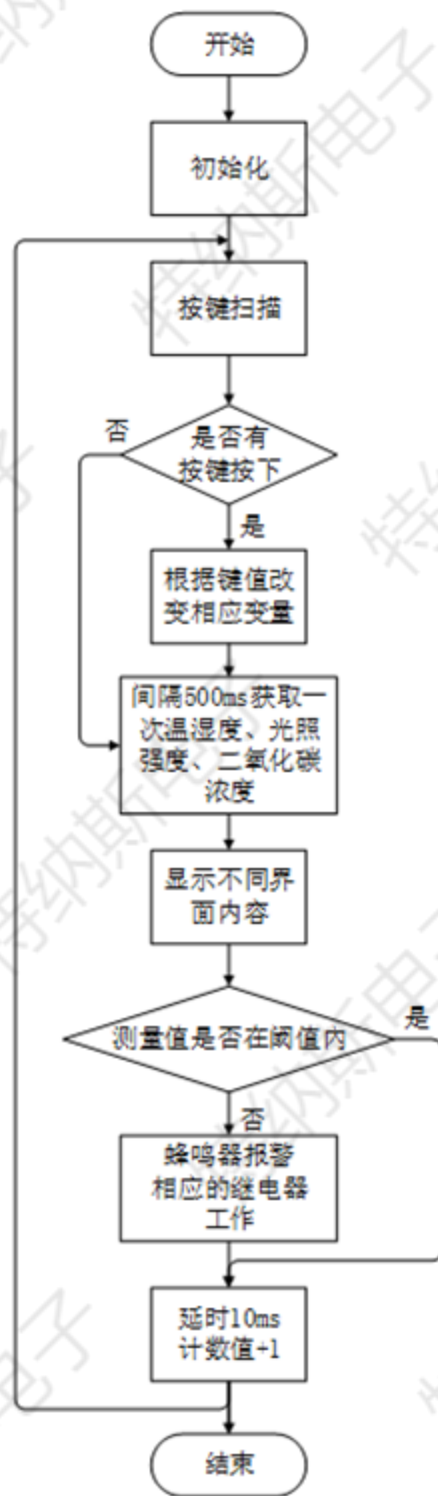 开始
初始化
按键扫描
否
是否有
按键按下
是
根据键值改
变相应变量
间隔500ms获取一
次温湿度、光照
强度、二氧化碳
浓度
显示不同界
面内容
测量值是否在阈值内
是
否
蜂鸣器报警
相应的继电器
工作
延时10ms
计数值+1
结束
特纳斯电子